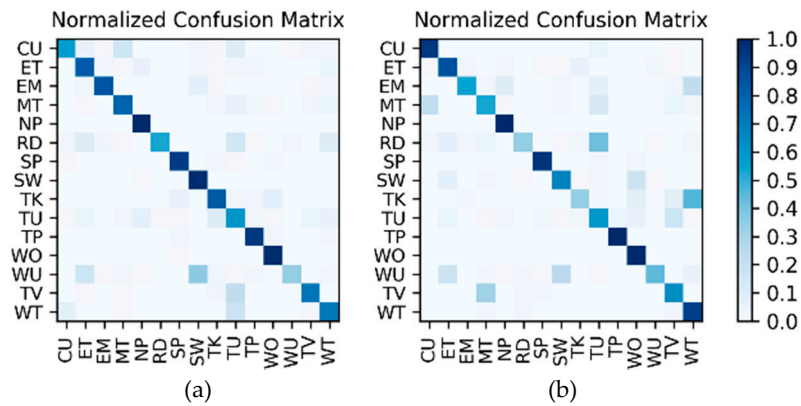 Normalized Confusion Matrix
CU
ET
EM
MT
NP
RD
SP
SW
TK
TU
TP
WO
WU
TV
WT
CU ET EM MT NP RD SP SW TK TU TP WO WU TV WT
(a)
Normalized Confusion Matrix
CU
ET
EM
MT
NP
RD
SP
SW
TK
TU
TP
WO
WU
TV
WT
CU ET EM MT NP RD SP SW TK TU TP WO WU TV WT
(b)
1.0
0.9
0.8
0.7
0.6
0.5
0.4
0.3
0.2
0.1
0.0